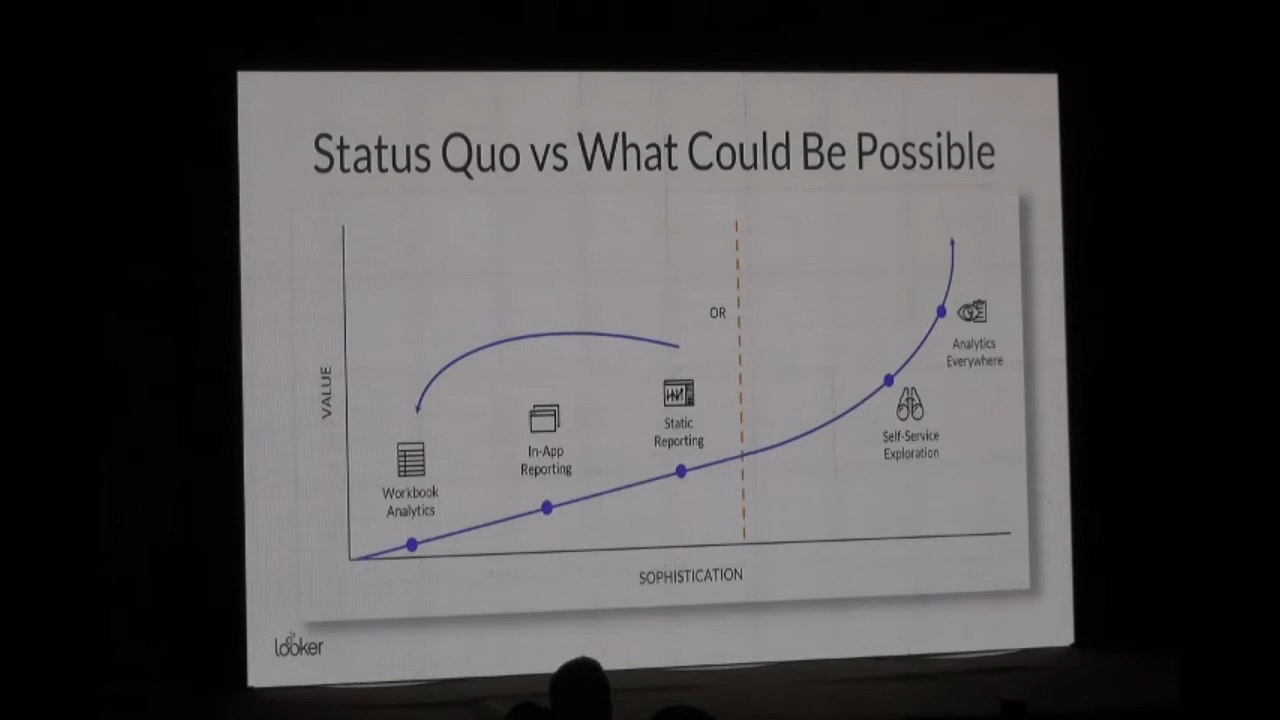 Status Quo vs What Could Be Possible
OR
VALUE
Analytics
Everywhere
Static
Reporting
Self-Service
Exploration
In-App
Reporting
Workbook
Analytics
SOPHISTICATION
looker